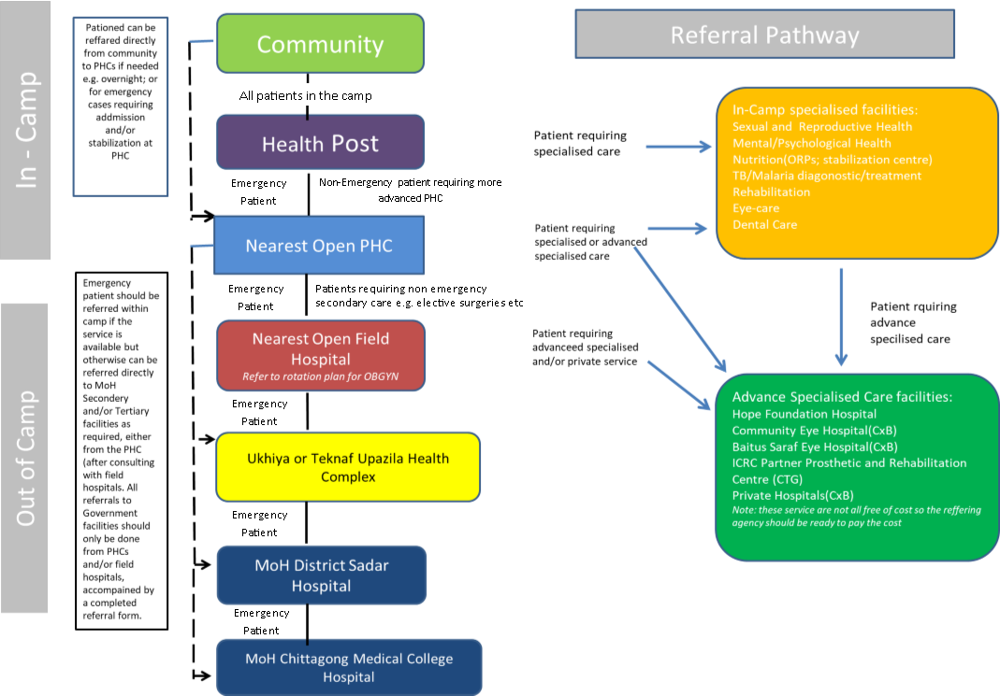 In - Camp
Pationed can be
reffared directly
from community
to PHCs if needed
e.g. overnight; or
for emergency
cases requiring
addmission
and/or
stabilization at
PHC
Community
All patients in the camp
Health Post
Emergency
Patient
Non-Emergency patient requiring more
advanced PHC
Nearest Open PHC
Emergency
Patient
Patients requiring non emergency
secondary care e.g. elective surgeries etc
Out of Camp
Emergency
patient should be
referred within
camp if the
service is
available but
otherwise can be
referred directly
to MoH
Secondery
and/or Tertiary
facilities as
required, either
from the PHC
(after consulting
with field
hospitals. All
referrals to
Government
facilities should
only be done
from PHCs
and/or field
hospitals,
accompained by
a completed
referral form.
Nearest Open Field
Hospital
Refer to rotation plan for OBGYN
Emergency
Patient
Ukhiya or Teknaf Upazila Health
Complex
Emergency
Patient
MoH District Sadar
Hospital
Emergency
Patient
MoH Chittagong Medical College
Hospital
Referral Pathway
Patient requiring
specialised care
In-Camp specialised facilities:
Sexual and Reproductive Health
Mental/Psychological Health
Nutrition(ORPs; stabilization centre)
TB/Malaria diagonostic/treatment
Rehabilitation
Eye-care
Dental Care
Patient requiring
specialised or advanced
specialised care
Patient rquiring
advance
specilised care
Patient requiring
advanceed specialised
and/or private service
Advance Specialised Care facilities:
Hope Foundation Hospital
Community Eye Hospital(CxB)
Baitus Saraf Eye Hospital(CxB)
ICRC Partner Prosthetic and Rehabilitation
Centre (CTG)
Private Hospitals(CxB)
Note: these service are not all free of cost so the reffering
agency should be ready to pay the cost